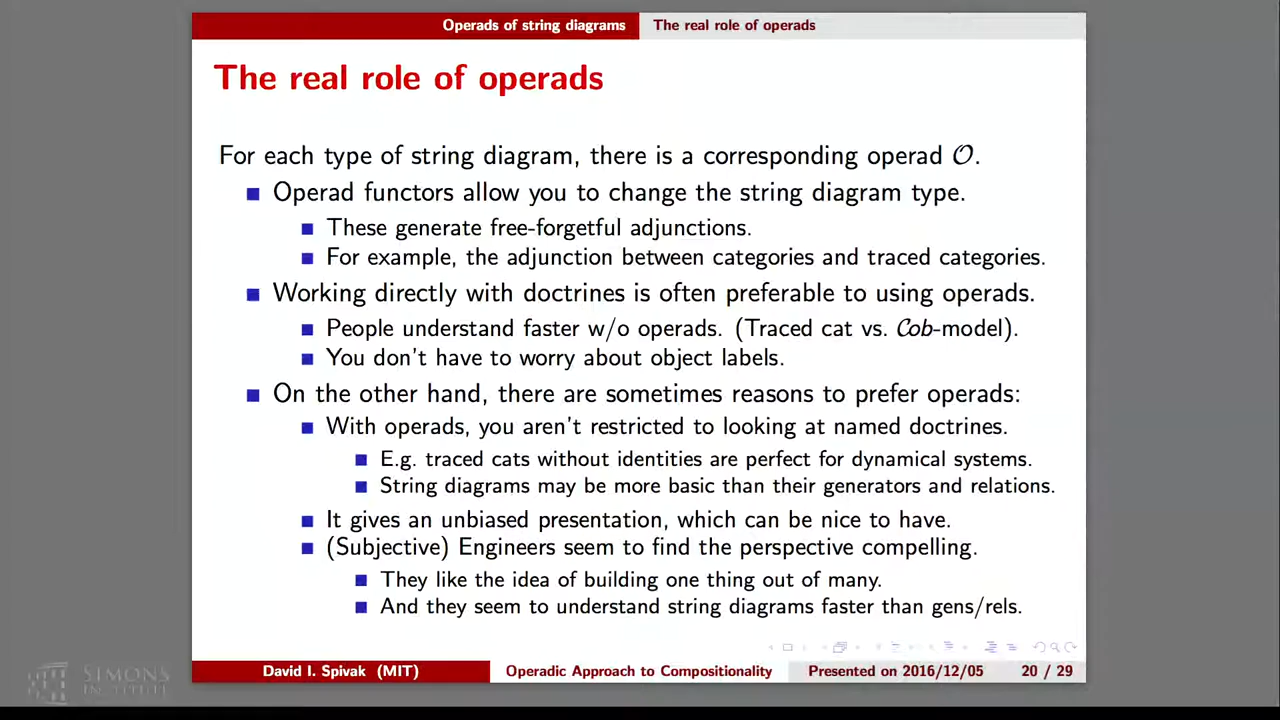 Operads of string diagrams The real role of operads
The real role of operads
For each type of string diagram, there is a corresponding operad 𝒪.
Operad functors allow you to change the string diagram type.
These generate free-forgetful adjunctions.
For example, the adjunction between categories and traced categories.
Working directly with doctrines is often preferable to using operads.
People understand faster w/o operads. (Traced cat vs. 𝒞ob-model).
You don't have to worry about object labels.
On the other hand, there are sometimes reasons to prefer operads:
With operads, you aren't restricted to looking at named doctrines.
E.g. traced cats without identities are perfect for dynamical systems.
String diagrams may be more basic than their generators and relations.
It gives an unbiased presentation, which can be nice to have.
(Subjective) Engineers seem to find the perspective compelling.
They like the idea of building one thing out of many.
And they seem to understand string diagrams faster than gens/rels.
David I. Spivak (MIT) Operadic Approach to Compositionality Presented on 2016/12/05 20 / 29
SIMONS
INSTITUTE